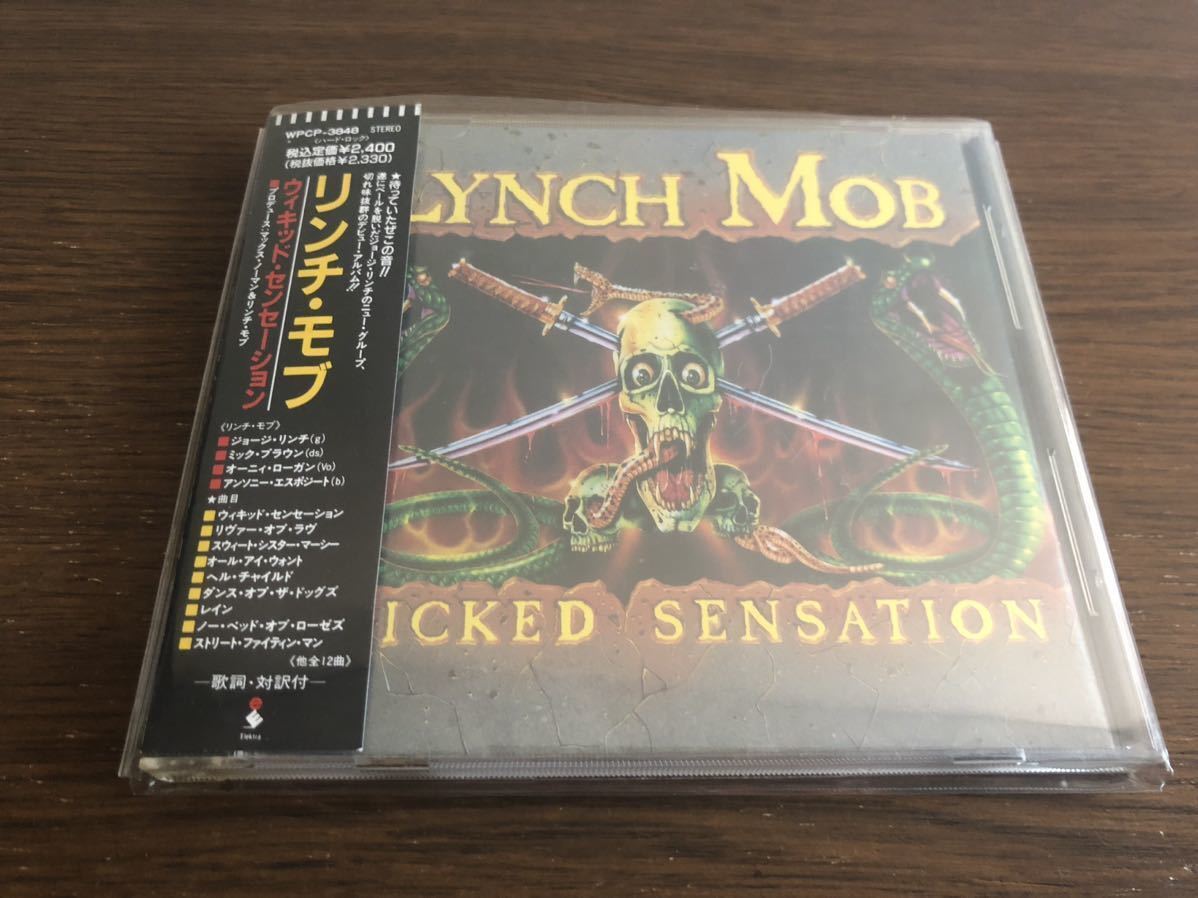 WPCP-3848 STEREO
〈ハード・ロック〉
税込定価¥2,400
(税抜価格¥2,330)
★待っていたぜこの音!!
遂にベールを脱いだジョージ・リンチのニュー・グループ、
切れ味抜群のデビュー・アルバム!!
リンチ・モブ
ウィキッド・センセーション
■プロデュース:マックス・ノーマン&リンチ・モブ
《リンチ・モブ》
■ジョージ・リンチ(g)
■ミック・ブラウン(ds)
■オーニィ・ローガン(Vo)
■アンソニー・エスポジート(b)
★曲目
■ウィキッド・センセーション
■リヴァー・オブ・ラヴ
■スウィート・シスター・マーシー
■オール・アイ・ウォント
■ヘル・チャイルド
■ダンス・オブ・ザ・ドッグズ
■レイン
■ノー・ベッド・オブ・ローゼズ
■ストリート・ファイティン・マン
《他全12曲》
—歌詞・対訳付—
Elektra
LYNCH MOB
ICKED SENSATION